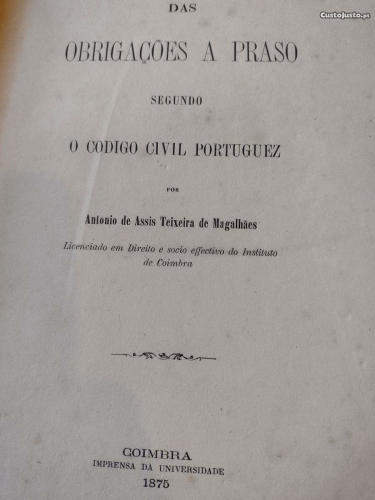 CustoJusto.pt
DAS
OBRIGAÇÕES A PRASO
SEGUNDO
O CODIGO CIVIL PORTUGUEZ
POR
Antonio de Assis Teixeira de Magalhães
Licenciado em Direito e socio effectivo do Instituto
de Coimbra
COIMBRA
IMPRENSA DA UNIVERSIDADE
1875